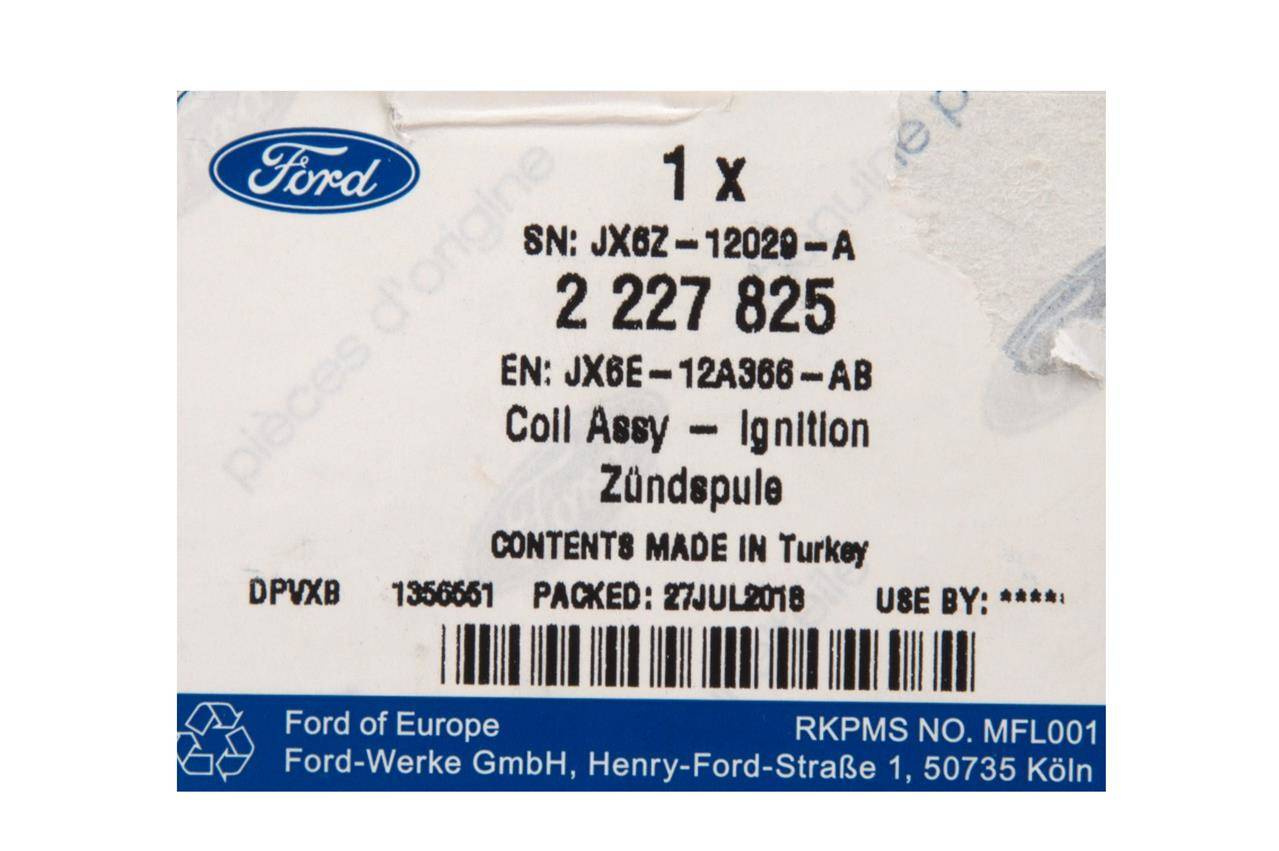 Ford
1 x
SN: JX6Z-12029-A
2 227 825
EN: JX6E-12A366-AB
Coil Assy - Ignition
Zündspule
CONTENTS MADE IN Turkey
DPVXB 1356551 PACKED: 27JUL2018 USE BY: ****
Ford of Europe RKPMS NO. MFL001
Ford-Werke GmbH, Henry-Ford-Straße 1, 50735 Köln
pièces d'origine